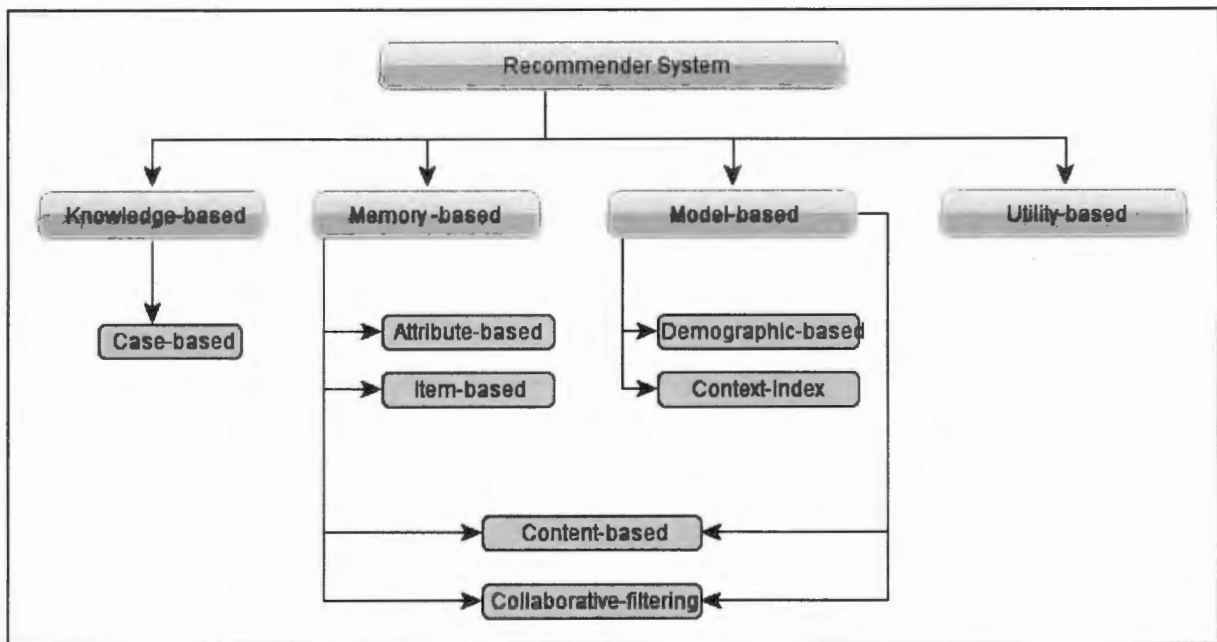 Recommender System
Knowledge-based
Memory-based
Model-based
Utility-based
Case-based
Attribute-based
Demographic-based
Item-based
Context-index
Content-based
Collaborative-filtering